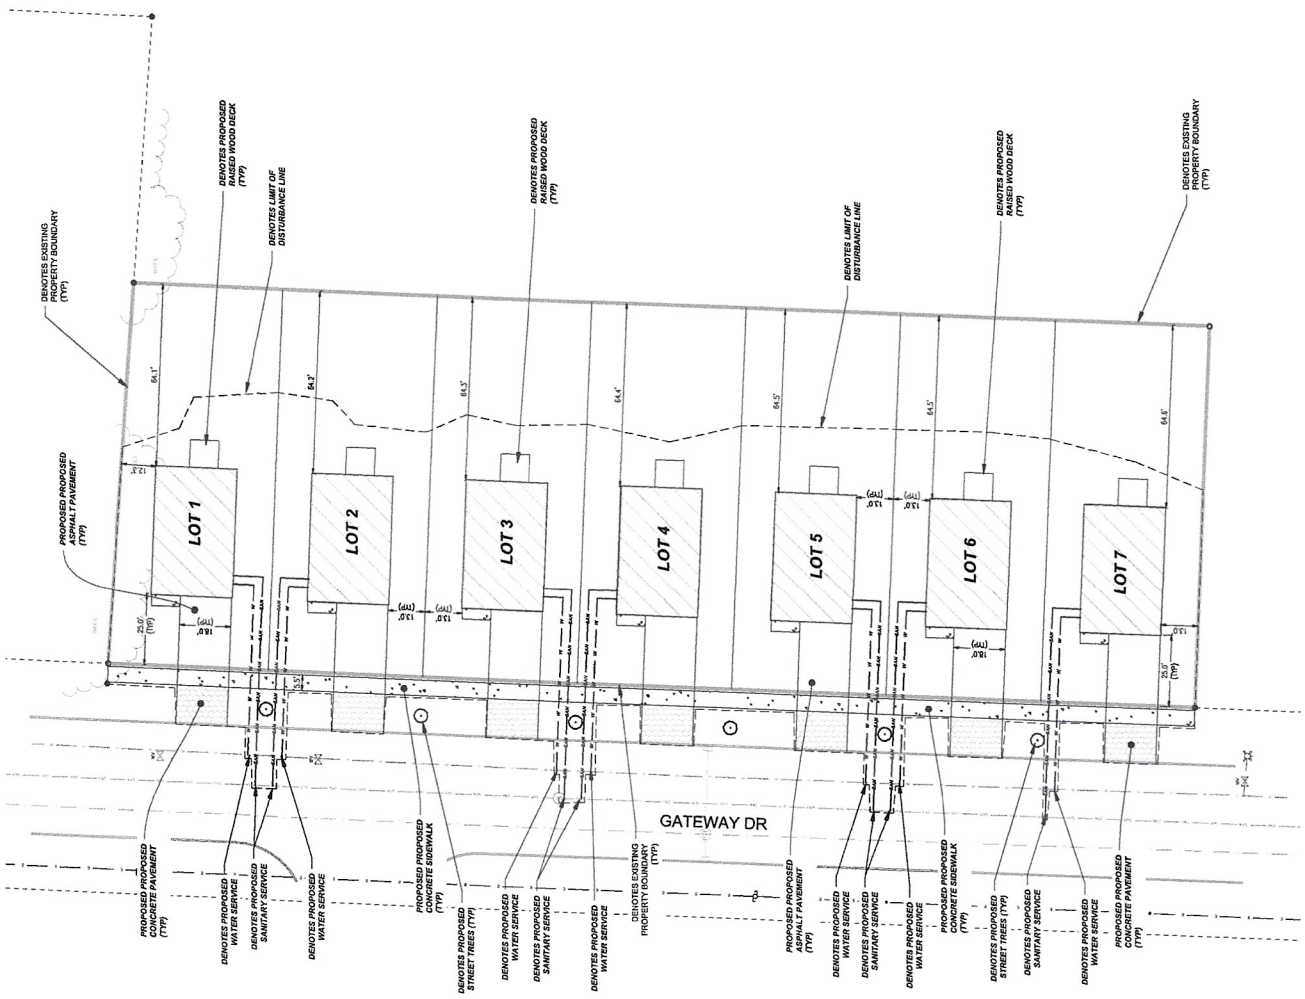 DENOTES EXISTING
PROPERTY BOUNDARY
(TYP)
DENOTES PROPOSED
RAISED WOOD DECK
(TYP)
DENOTES LIMIT OF
DISTURBANCE LINE
DENOTES PROPOSED
RAISED WOOD DECK
(TYP)
DENOTES LIMIT OF
DISTURBANCE LINE
DENOTES PROPOSED
RAISED WOOD DECK
(TYP)
DENOTES EXISTING
PROPERTY BOUNDARY
(TYP)
64.1'
64.2'
64.3'
64.4'
64.5'
64.5'
64.6'
PROPOSED PROPOSED
ASPHALT PAVEMENT
(TYP)
12.3'
LOT 1
LOT 2
LOT 3
LOT 4
LOT 5
LOT 6
LOT 7
13.0'
(TYP)
13.0'
(TYP)
25.0'
(TYP)
18.0'
(TYP)
13.0'
(TYP)
13.0'
(TYP)
18.0'
(TYP)
13.0'
25.0'
(TYP)
5.5'
GATEWAY DR
PROPOSED PROPOSED
CONCRETE PAVEMENT
(TYP)
DENOTES PROPOSED
WATER SERVICE
DENOTES PROPOSED
SANITARY SERVICE
DENOTES PROPOSED
WATER SERVICE
PROPOSED PROPOSED
CONCRETE SIDEWALK
(TYP)
DENOTES PROPOSED
STREET TREES (TYP)
DENOTES PROPOSED
WATER SERVICE
DENOTES PROPOSED
SANITARY SERVICE
DENOTES PROPOSED
WATER SERVICE
DENOTES EXISTING
PROPERTY BOUNDARY
(TYP)
PROPOSED PROPOSED
ASPHALT PAVEMENT
(TYP)
DENOTES PROPOSED
WATER SERVICE
DENOTES PROPOSED
SANITARY SERVICE
DENOTES PROPOSED
WATER SERVICE
PROPOSED PROPOSED
CONCRETE SIDEWALK
(TYP)
DENOTES PROPOSED
STREET TREES (TYP)
DENOTES PROPOSED
SANITARY SERVICE
DENOTES PROPOSED
WATER SERVICE
PROPOSED PROPOSED
CONCRETE PAVEMENT
(TYP)